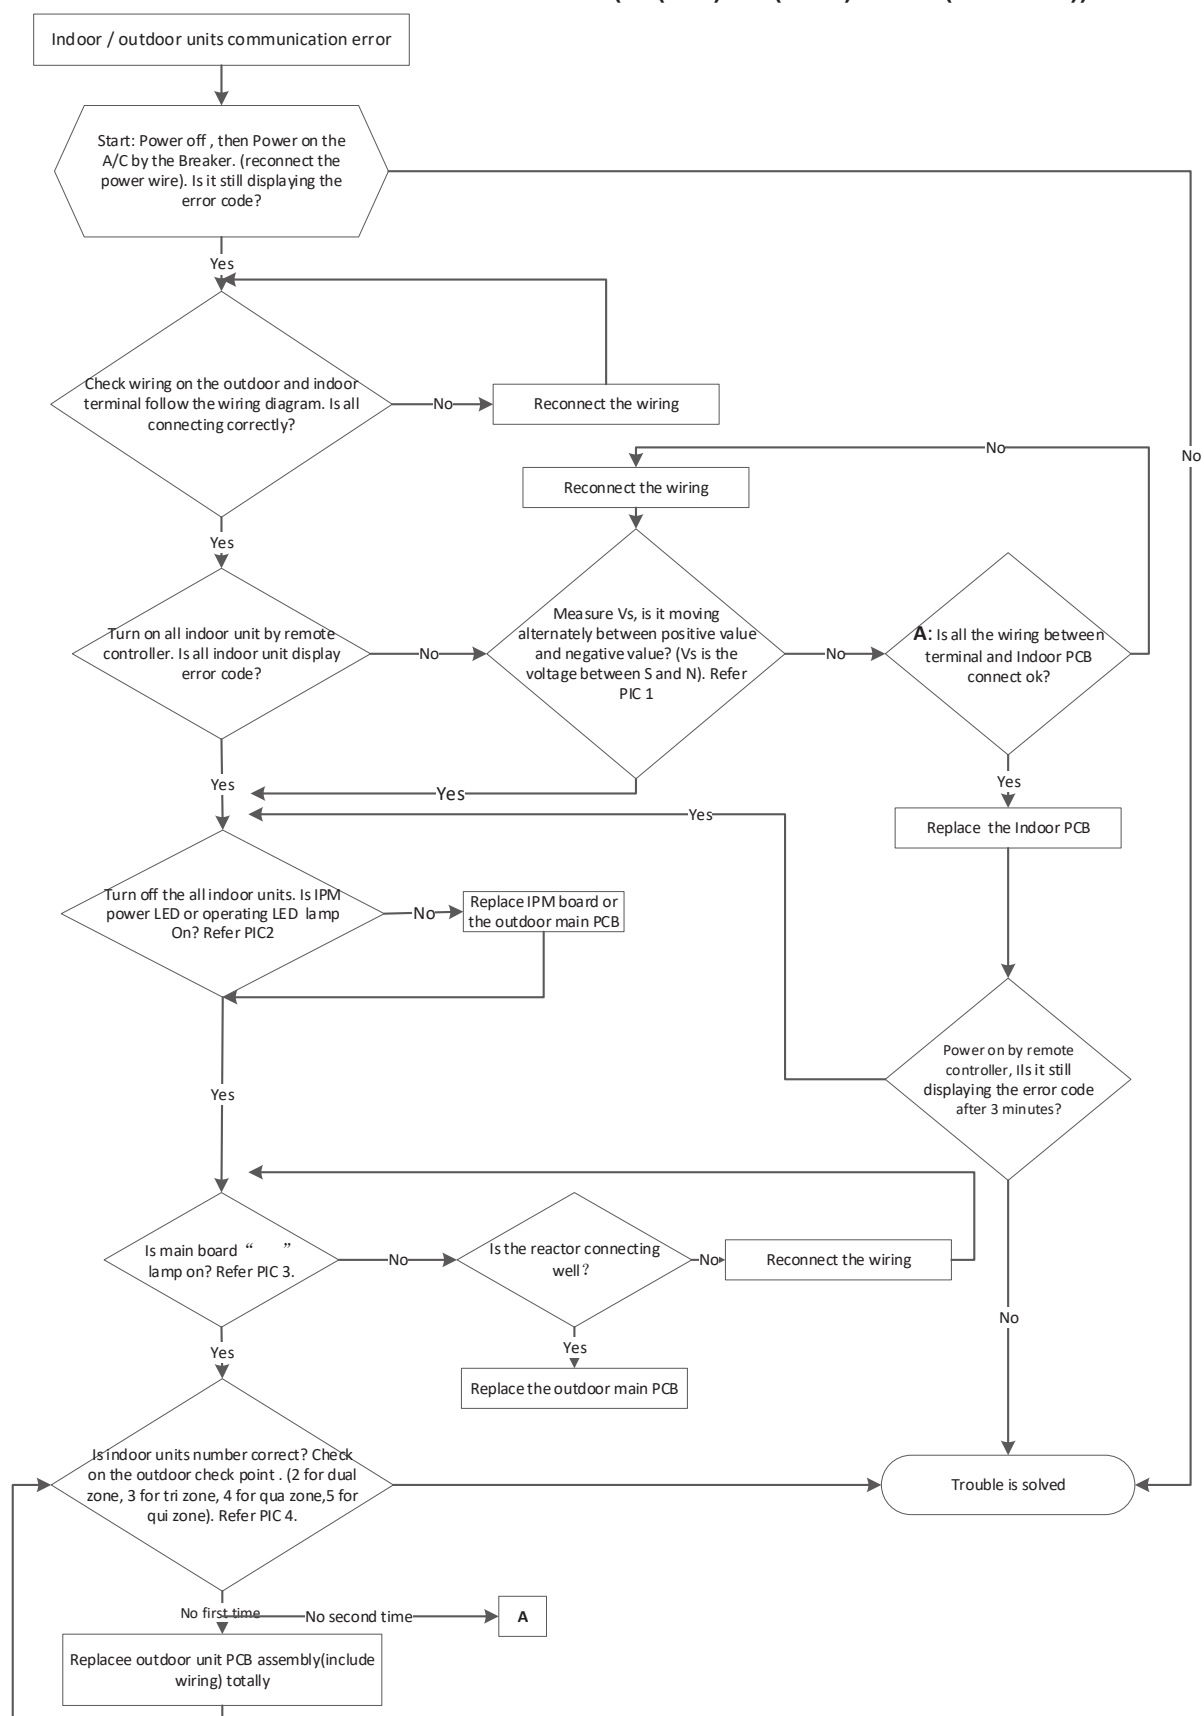 Indoor / outdoor units communication error
Start: Power off , then Power on the
A/C by the Breaker. (reconnect the
power wire). Is it still displaying the
error code?
Yes
No
Check wiring on the outdoor and indoor
terminal follow the wiring diagram. Is all
connecting correctly?
No
Reconnect the wiring
Yes
No
Reconnect the wiring
Turn on all indoor unit by remote
controller. Is all indoor unit display
error code?
No
Measure Vs, is it moving
alternately between positive value
and negative value? (Vs is the
voltage between S and N). Refer
PIC 1
No
A: Is all the wiring between
terminal and Indoor PCB
connect ok?
Yes
Yes
Yes
Replace the Indoor PCB
Yes
Turn off the all indoor units. Is IPM
power LED or operating LED lamp
On? Refer PIC2
No
Replace IPM board or
the outdoor main PCB
Power on by remote
controller, IIs it still
displaying the error code
after 3 minutes?
Yes
No
Is main board “ ”
lamp on? Refer PIC 3.
No
Is the reactor connecting
well？
No
Reconnect the wiring
Yes
Yes
Replace the outdoor main PCB
Is indoor units number correct? Check
on the outdoor check point . (2 for dual
zone, 3 for tri zone, 4 for qua zone,5 for
qui zone). Refer PIC 4.
Trouble is solved
No first time
No second time
A
Replacee outdoor unit PCB assembly(include
wiring) totally